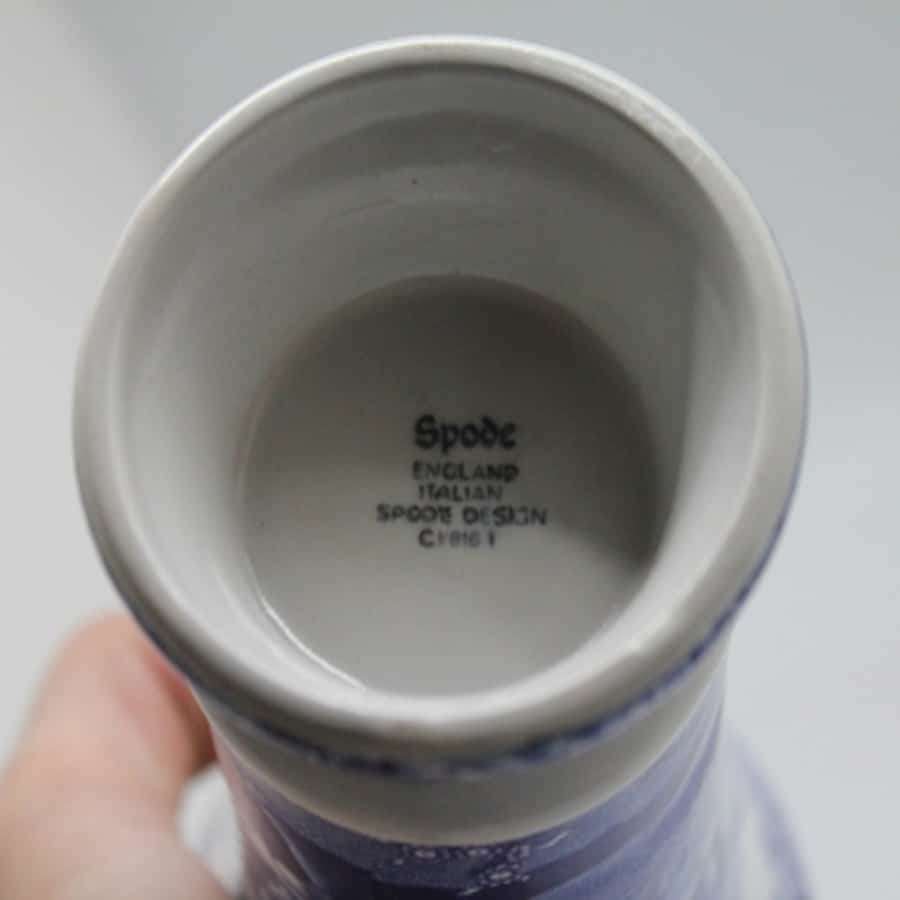 Spode
ENGLAND
ITALIAN
SPODE DESIGN